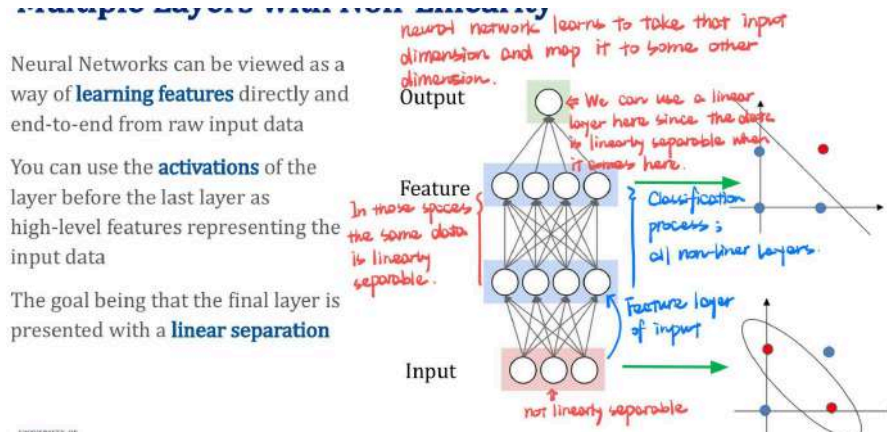 Multiple Layers with Non-Linearity
Neural Networks can be viewed as a
way of learning features directly and
end-to-end from raw input data
You can use the activations of the
layer before the last layer as
high-level features representing the
input data
The goal being that the final layer is
presented with a linear separation
neural network learns to take that input
dimension and map it to some other
dimension.
Output
← We can use a linear
layer here since the data
is linearly separable when
it comes here.
Feature
In those spaces
the same data
is linearly
separable.
Classification
process;
all non-liner layers.
Feature layer
of input
Input
not linearly separable